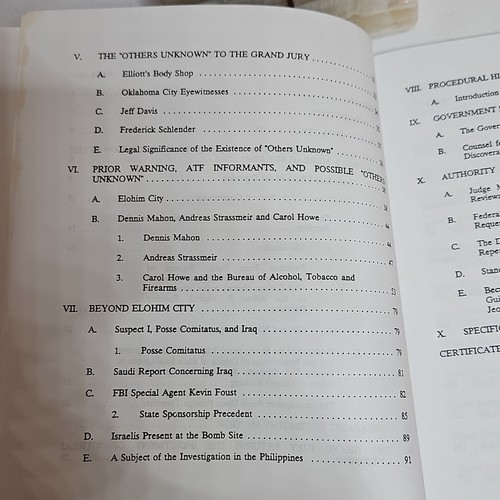 V. THE "OTHERS UNKNOWN" TO THE GRAND JURY
A. Elliott's Body Shop
B. Oklahoma City Eyewitnesses
C. Jeff Davis
D. Frederick Schlender
E. Legal Significance of the Existence of "Others Unknown"
VI. PRIOR WARNING, ATF INFORMANTS, AND POSSIBLE "OTHERS
UNKNOWN"
A. Elohim City
B. Dennis Mahon, Andreas Strassmeir and Carol Howe 44
1. Dennis Mahon 44
2. Andreas Strassmeir 47
3. Carol Howe and the Bureau of Alcohol, Tobacco and
Firearms 53
VII. BEYOND ELOHIM CITY 79
A. Suspect I, Posse Comitatus, and Iraq 79
1. Posse Comitatus 79
B. Saudi Report Concerning Iraq 81
C. FBI Special Agent Kevin Foust 82
2. State Sponsorship Precedent 85
D. Israelis Present at the Bomb Site 89
E. A Subject of the Investigation in the Philippines 91
VIII. PROCEDURAL
A. Introduction
IX. GOVERNMENT
A. The
B. Counsel
X. AUTHORITY
A. Judge
B.
C. The
D.
E.
X.